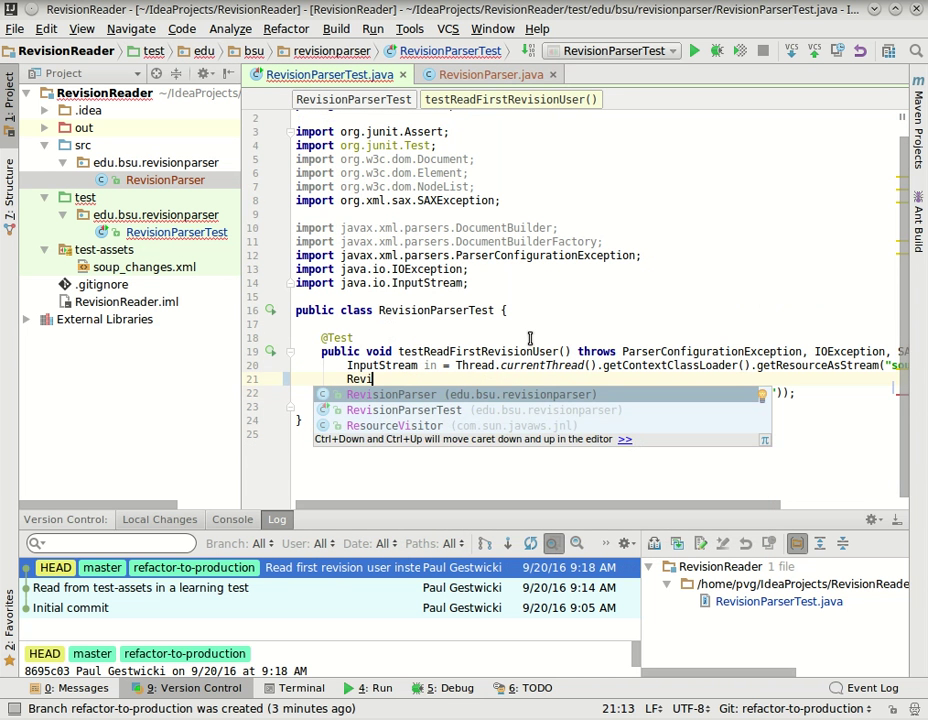 RevisionReader - [~/IdeaProjects/RevisionReader] - [RevisionReader] - ~/IdeaProjects/RevisionReader/test/edu/bsu/revisionparser/RevisionParserTest.java - I...
File Edit View Navigate Code Analyze Refactor Build Run Tools VCS Window Help
RevisionReader test edu bsu revisionparser RevisionParserTest RevisionParserTest VCS VCS
Project
RevisionParserTest.java RevisionParser.java
RevisionReader ~/IdeaProjects/
RevisionParserTest testReadFirstRevisionUser()
.idea
out
src
edu.bsu.revisionparser
RevisionParser
test
edu.bsu.revisionparser
RevisionParserTest
test-assets
soup_changes.xml
.gitignore
RevisionReader.iml
External Libraries
1: Project
7: Structure
2: Favorites
Maven Projects
Ant Build
2
3 import org.junit.Assert;
4 import org.junit.Test;
5 import org.w3c.dom.Document;
6 import org.w3c.dom.Element;
7 import org.w3c.dom.NodeList;
8 import org.xml.sax.SAXException;
9
10 import javax.xml.parsers.DocumentBuilder;
11 import javax.xml.parsers.DocumentBuilderFactory;
12 import javax.xml.parsers.ParserConfigurationException;
13 import java.io.IOException;
14 import java.io.InputStream;
15
16 public class RevisionParserTest {
17
18 @Test
19 public void testReadFirstRevisionUser() throws ParserConfigurationException, IOException, SA
20 InputStream in = Thread.currentThread().getContextClassLoader().getResourceAsStream("so
21 Revi
22 "));
23
24 }
25
RevisionParser (edu.bsu.revisionparser)
RevisionParserTest (edu.bsu.revisionparser)
ResourceVisitor (com.sun.javaws.jnl)
Ctrl+Down and Ctrl+Up will move caret down and up in the editor >>
Version Control: Local Changes Console Log
Branch: All User: All Date: All Paths: All
HEAD master refactor-to-production Read first revision user inste Paul Gestwicki 9/20/16 9:18 AM
Read from test-assets in a learning test Paul Gestwicki 9/20/16 9:14 AM
Initial commit Paul Gestwicki 9/20/16 9:05 AM
HEAD master refactor-to-production
8695c03 Paul Gestwicki on 9/20/16 at 9:18 AM
RevisionReader 1 file
/home/pvg/IdeaProjects/RevisionReade
RevisionParserTest.java
0: Messages 9: Version Control Terminal 4: Run 5: Debug 6: TODO Event Log
Branch refactor-to-production was created (3 minutes ago) 21:13 LF UTF-8 Git: refactor-to-production